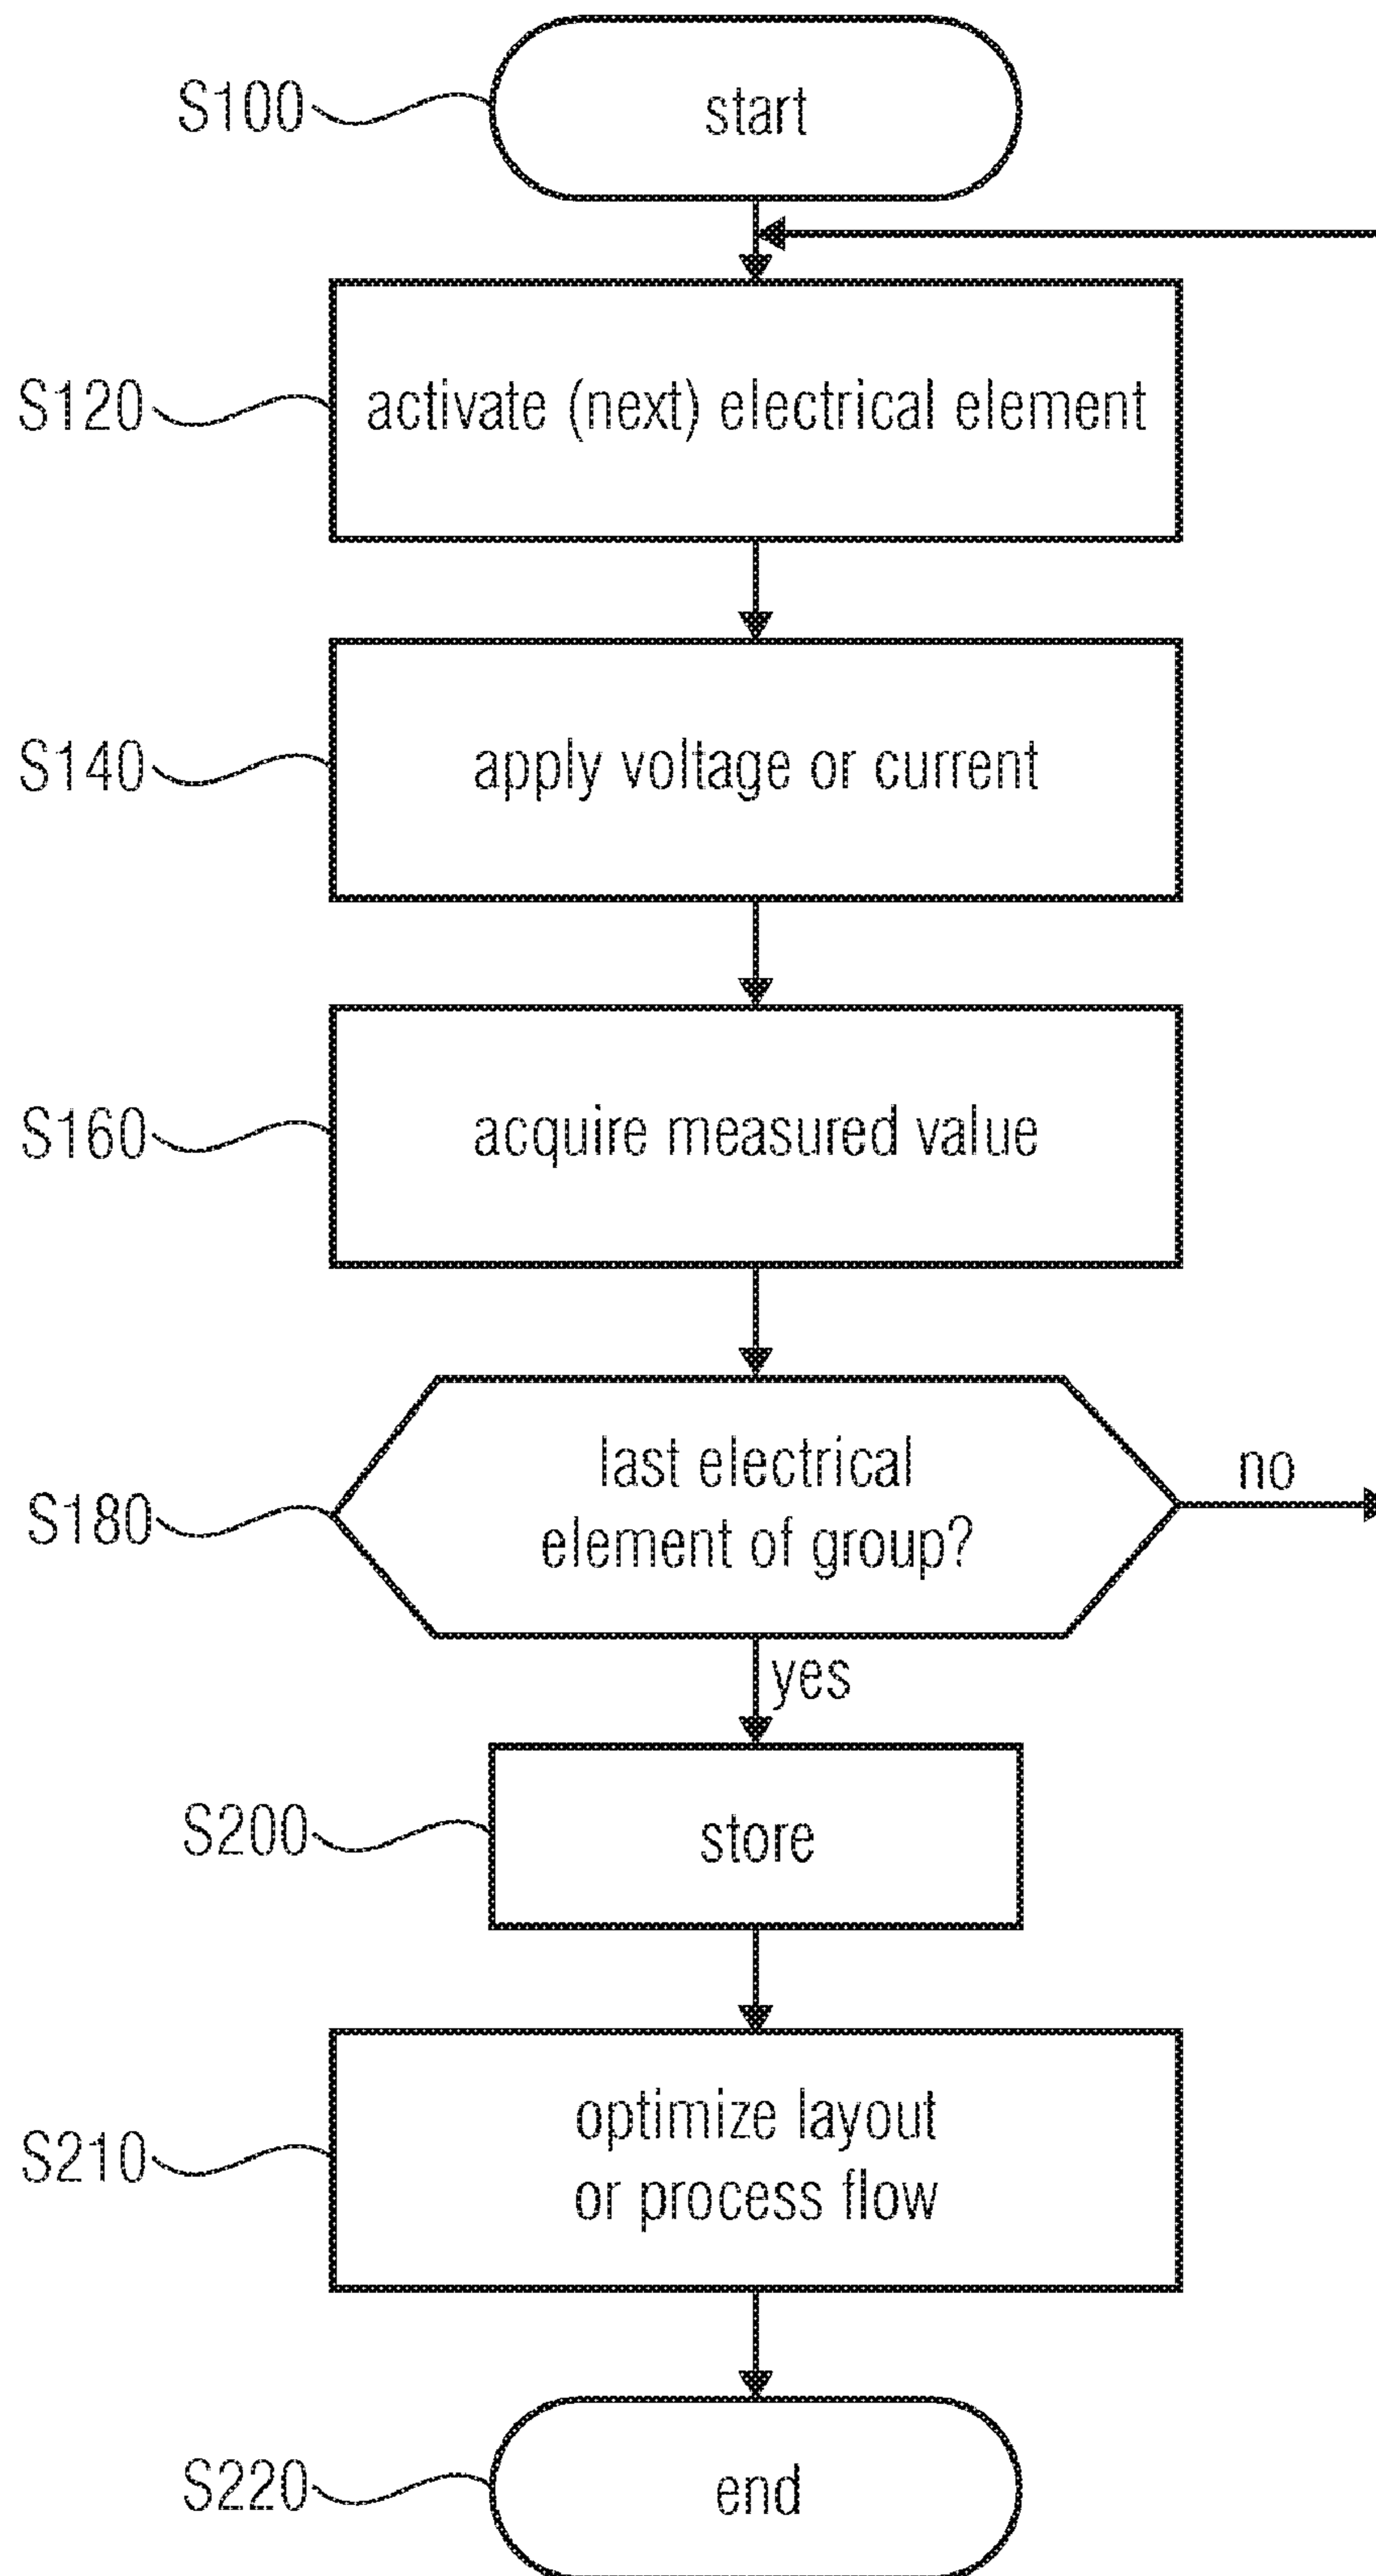 S100
start
S120
activate (next) electrical element
S140
apply voltage or current
S160
acquire measured value
S180
last electrical
element of group?
no
yes
S200
store
S210
optimize layout
or process flow
S220
end